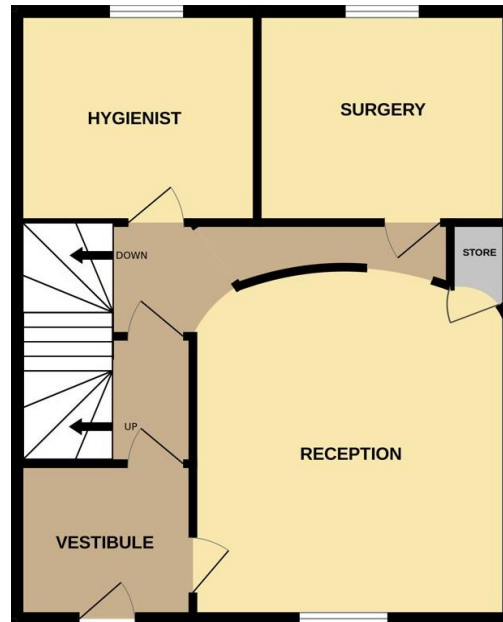 HYGIENIST
SURGERY
DOWN
STORE
UP
RECEPTION
VESTIBULE